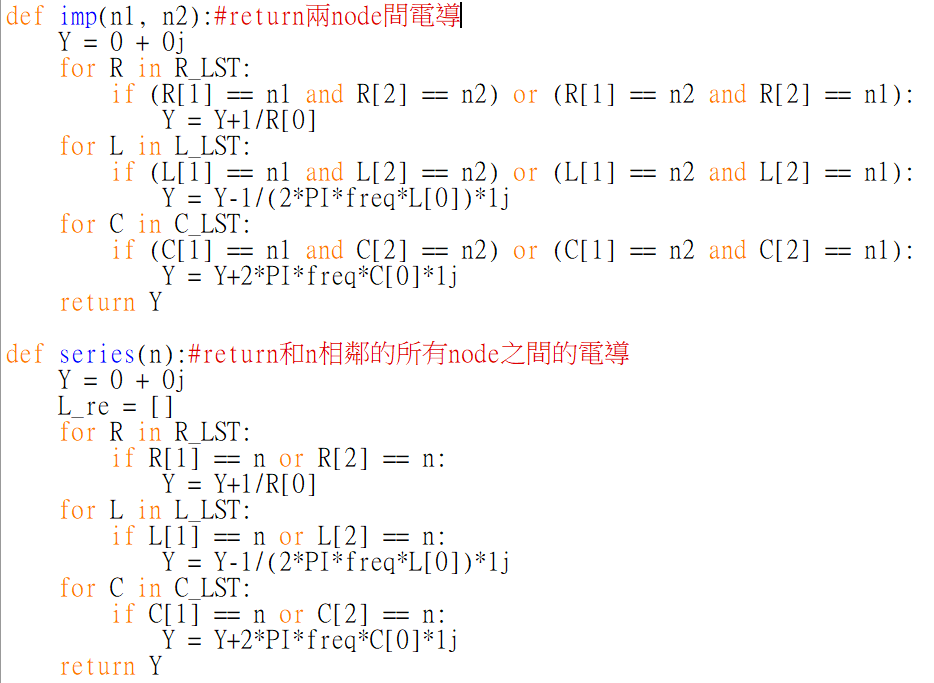 def imp(n1, n2):#return兩node間電導
    Y = 0 + 0j
    for R in R_LST:
        if (R[1] == n1 and R[2] == n2) or (R[1] == n2 and R[2] == n1):
            Y = Y+1/R[0]
    for L in L_LST:
        if (L[1] == n1 and L[2] == n2) or (L[1] == n2 and L[2] == n1):
            Y = Y-1/(2*PI*freq*L[0])*1j
    for C in C_LST:
        if (C[1] == n1 and C[2] == n2) or (C[1] == n2 and C[2] == n1):
            Y = Y+2*PI*freq*C[0]*1j
    return Y

def series(n):#return和n相鄰的所有node之間的電導
    Y = 0 + 0j
    L_re = []
    for R in R_LST:
        if R[1] == n or R[2] == n:
            Y = Y+1/R[0]
    for L in L_LST:
        if L[1] == n or L[2] == n:
            Y = Y-1/(2*PI*freq*L[0])*1j
    for C in C_LST:
        if C[1] == n or C[2] == n:
            Y = Y+2*PI*freq*C[0]*1j
    return Y